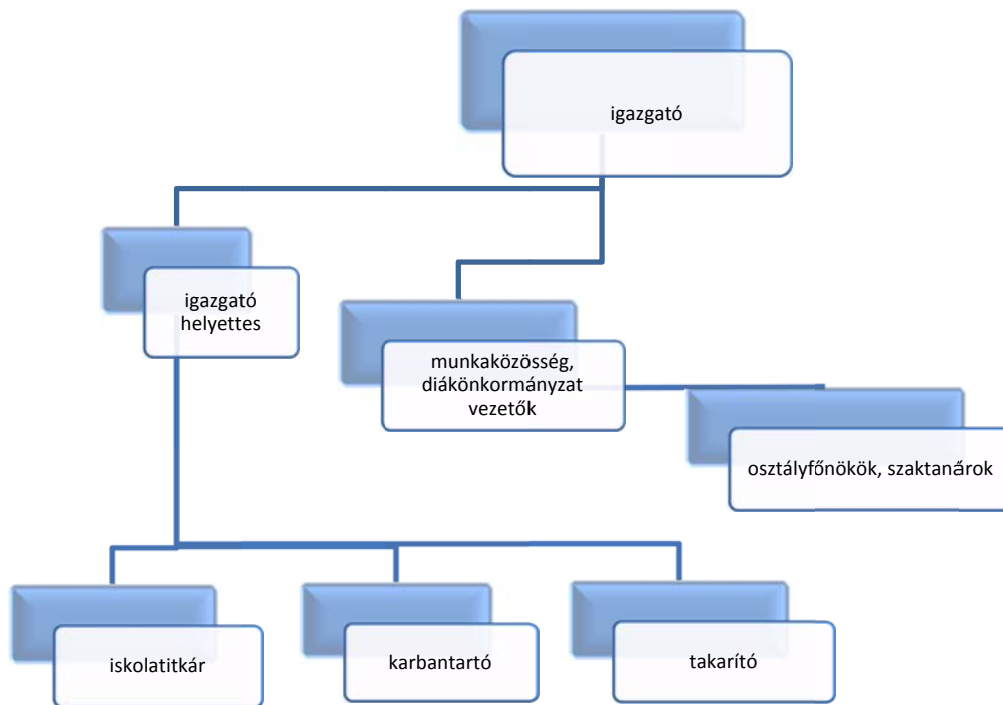 igazgató
igazgató
helyettes
munkaközösség,
diákönkormányzat
vezetők
osztályfőnökök, szaktanárok
iskolatitkár
karbantartó
takarító